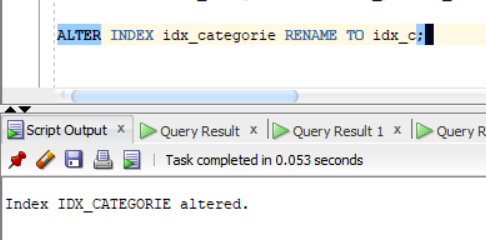 ALTER INDEX idx_categorie RENAME TO idx_c;
Script Output x Query Result x Query Result 1 x Query R
Task completed in 0.053 seconds
Index IDX_CATEGORIE altered.